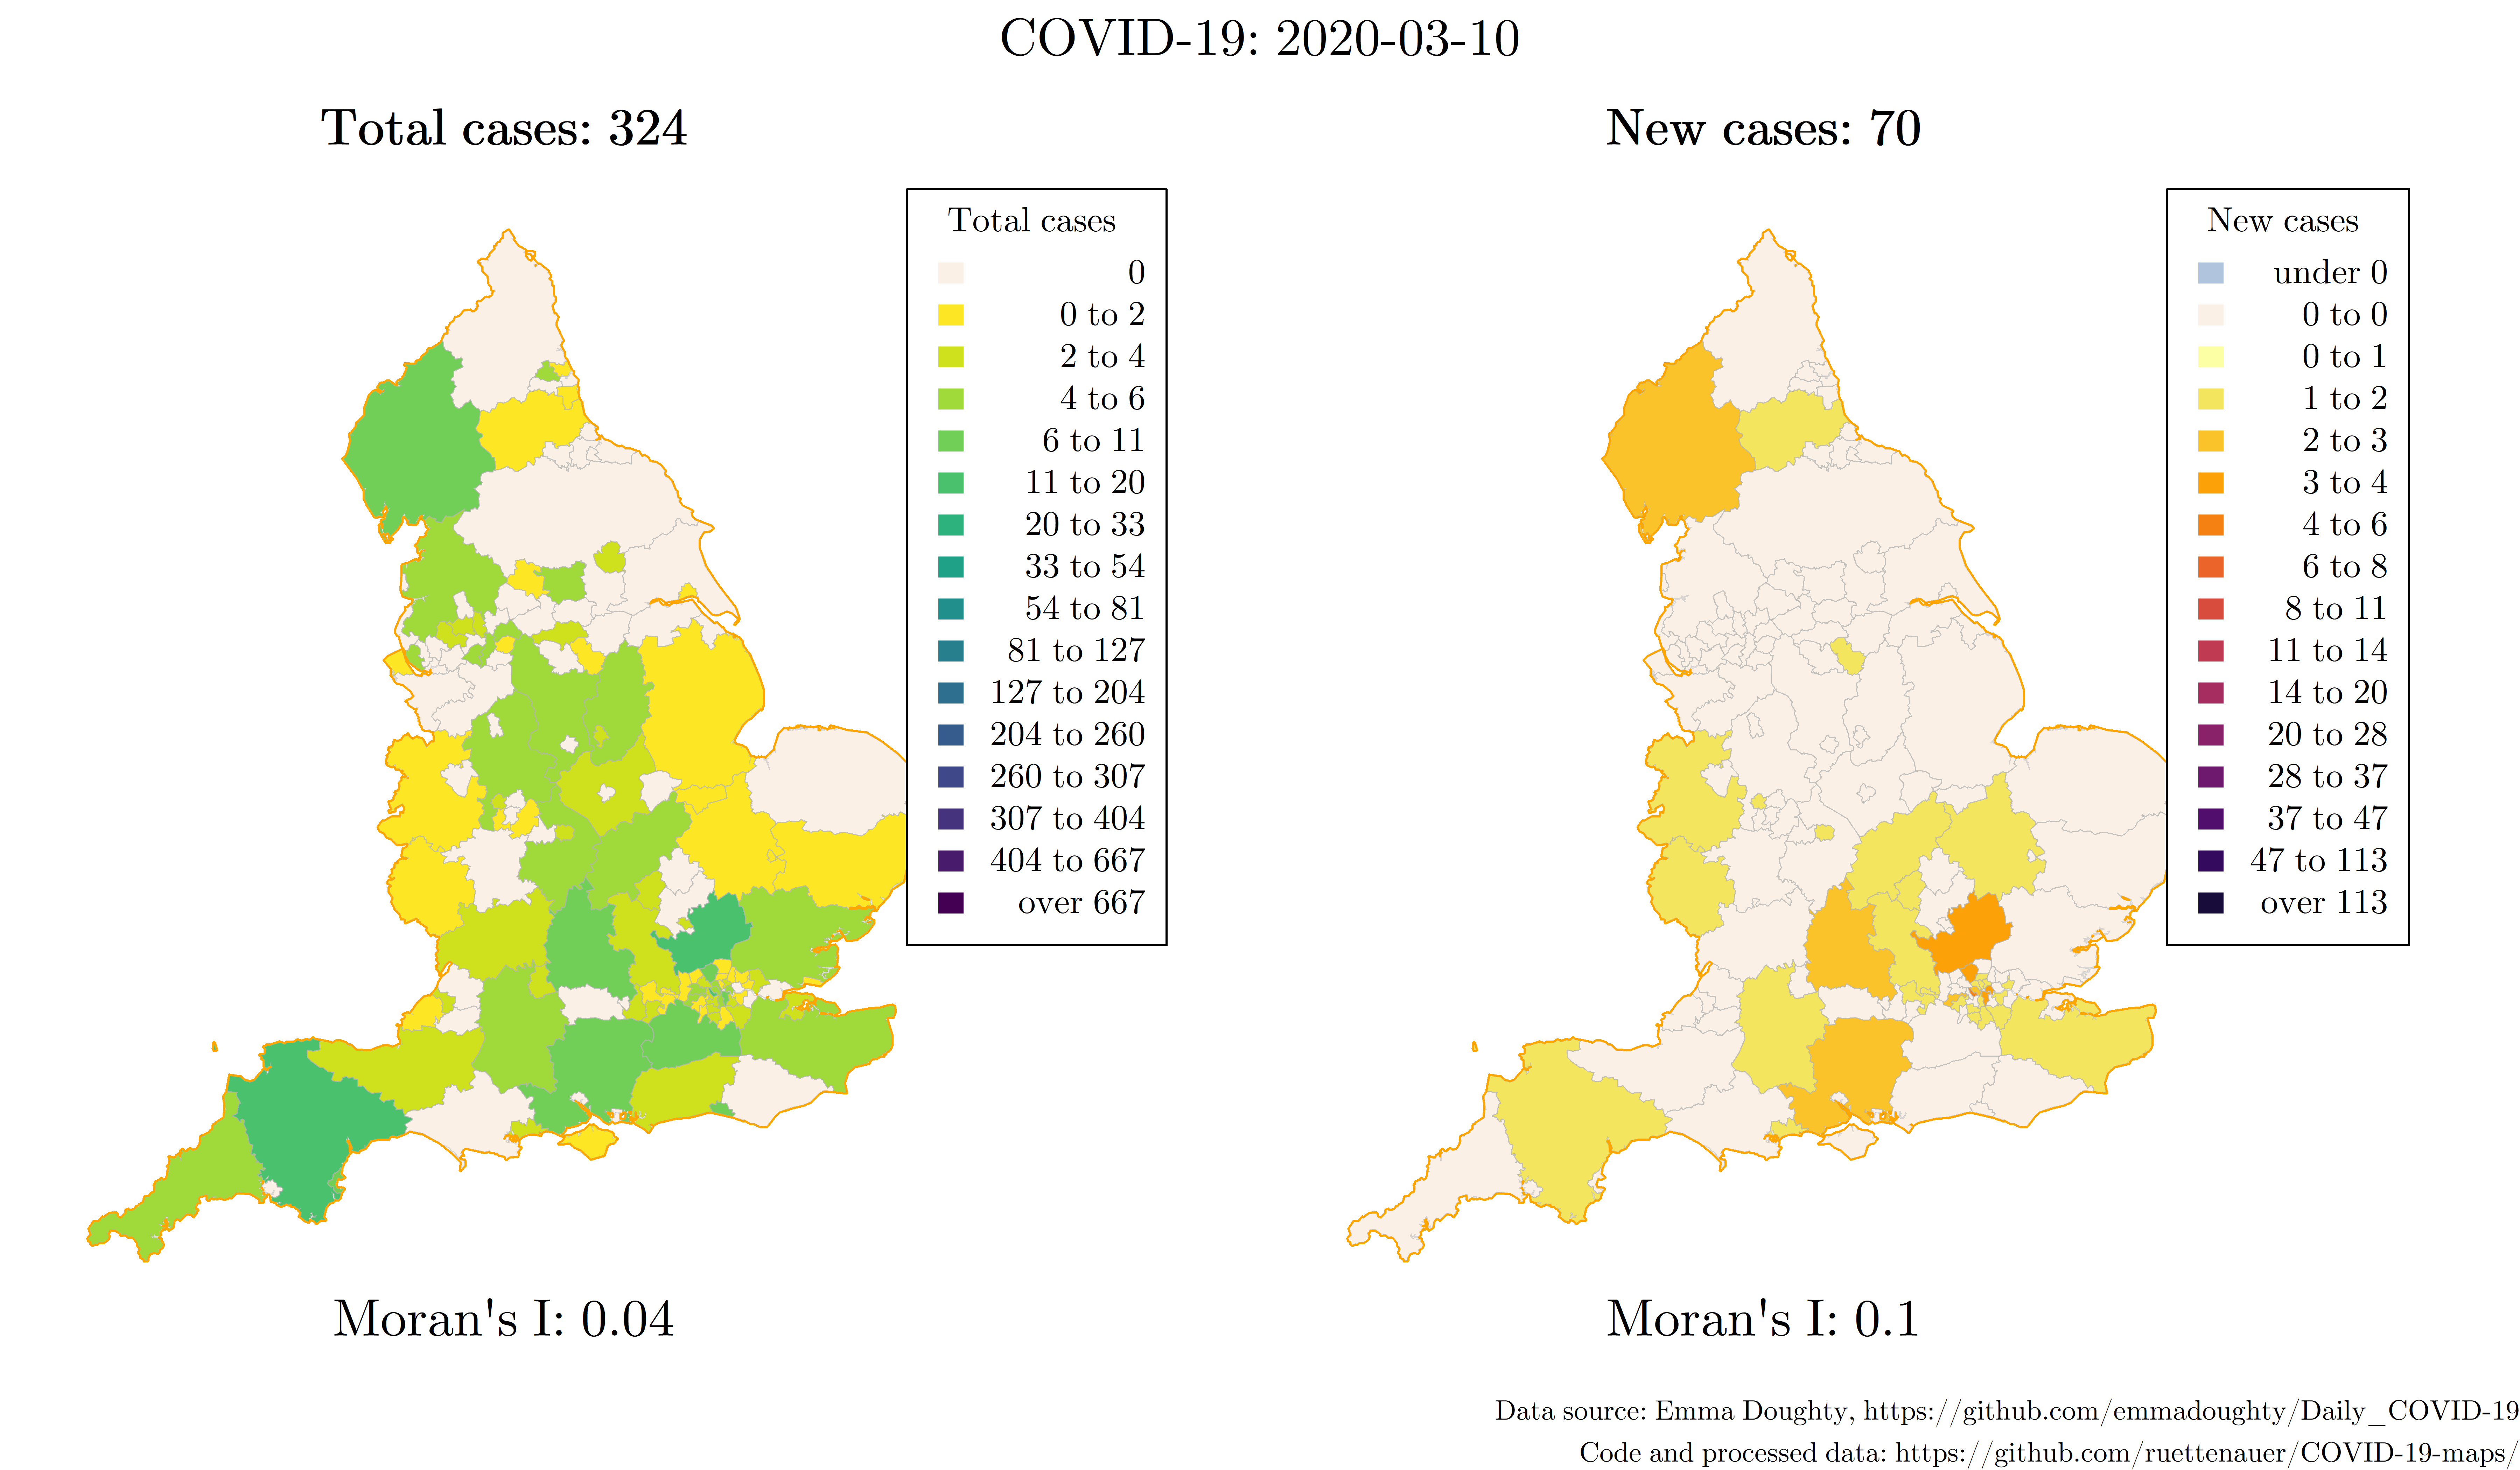 COVID-19: 2020-03-10
Total cases: 324
Total cases
0
0 to 2
2 to 4
4 to 6
6 to 11
11 to 20
20 to 33
33 to 54
54 to 81
81 to 127
127 to 204
204 to 260
260 to 307
307 to 404
404 to 667
over 667
Moran's I: 0.04
New cases: 70
New cases
under 0
0 to 0
0 to 1
1 to 2
2 to 3
3 to 4
4 to 6
6 to 8
8 to 11
11 to 14
14 to 20
20 to 28
28 to 37
37 to 47
47 to 113
over 113
Moran's I: 0.1
Data source: Emma Doughty, https://github.com/emmadoughty/Daily_COVID-19
Code and processed data: https://github.com/ruettenauer/COVID-19-maps/